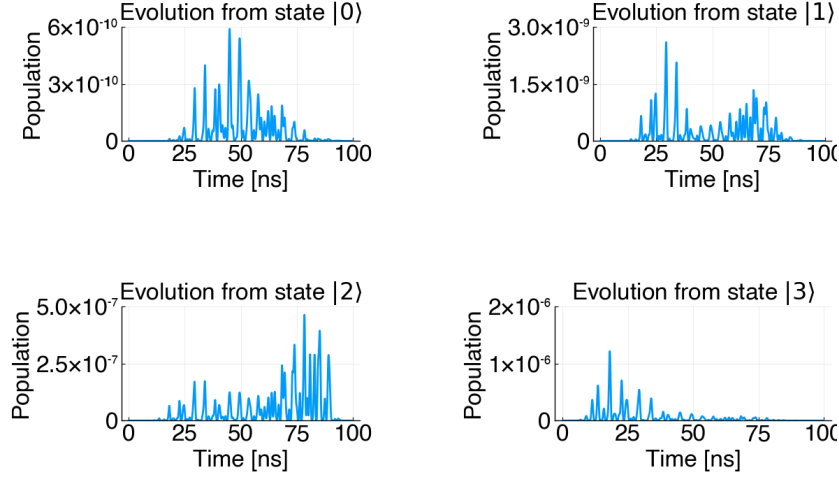 Evolution from state |0⟩
Population
6×10⁻¹⁰
3×10⁻¹⁰
0
0 25 50 75 100
Time [ns]
Evolution from state |1⟩
Population
3.0×10⁻⁹
1.5×10⁻⁹
0
0 25 50 75 100
Time [ns]
Evolution from state |2⟩
Population
5.0×10⁻⁷
2.5×10⁻⁷
0
0 25 50 75 100
Time [ns]
Evolution from state |3⟩
Population
2×10⁻⁶
1×10⁻⁶
0
0 25 50 75 100
Time [ns]